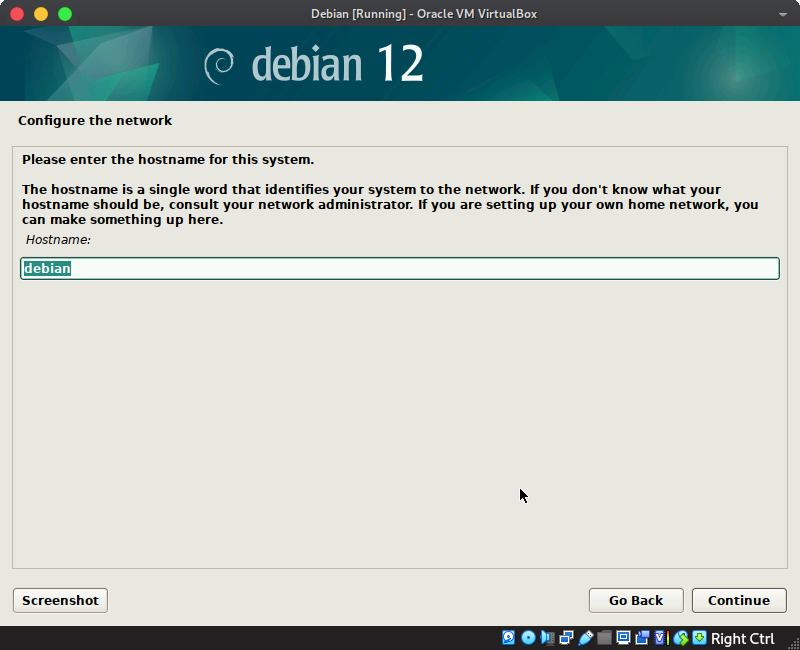 Debian [Running] - Oracle VM VirtualBox
debian 12
Configure the network
Please enter the hostname for this system.
The hostname is a single word that identifies your system to the network. If you don't know what your
hostname should be, consult your network administrator. If you are setting up your own home network, you
can make something up here.
Hostname:
debian
Screenshot
Go Back
Continue
Right Ctrl